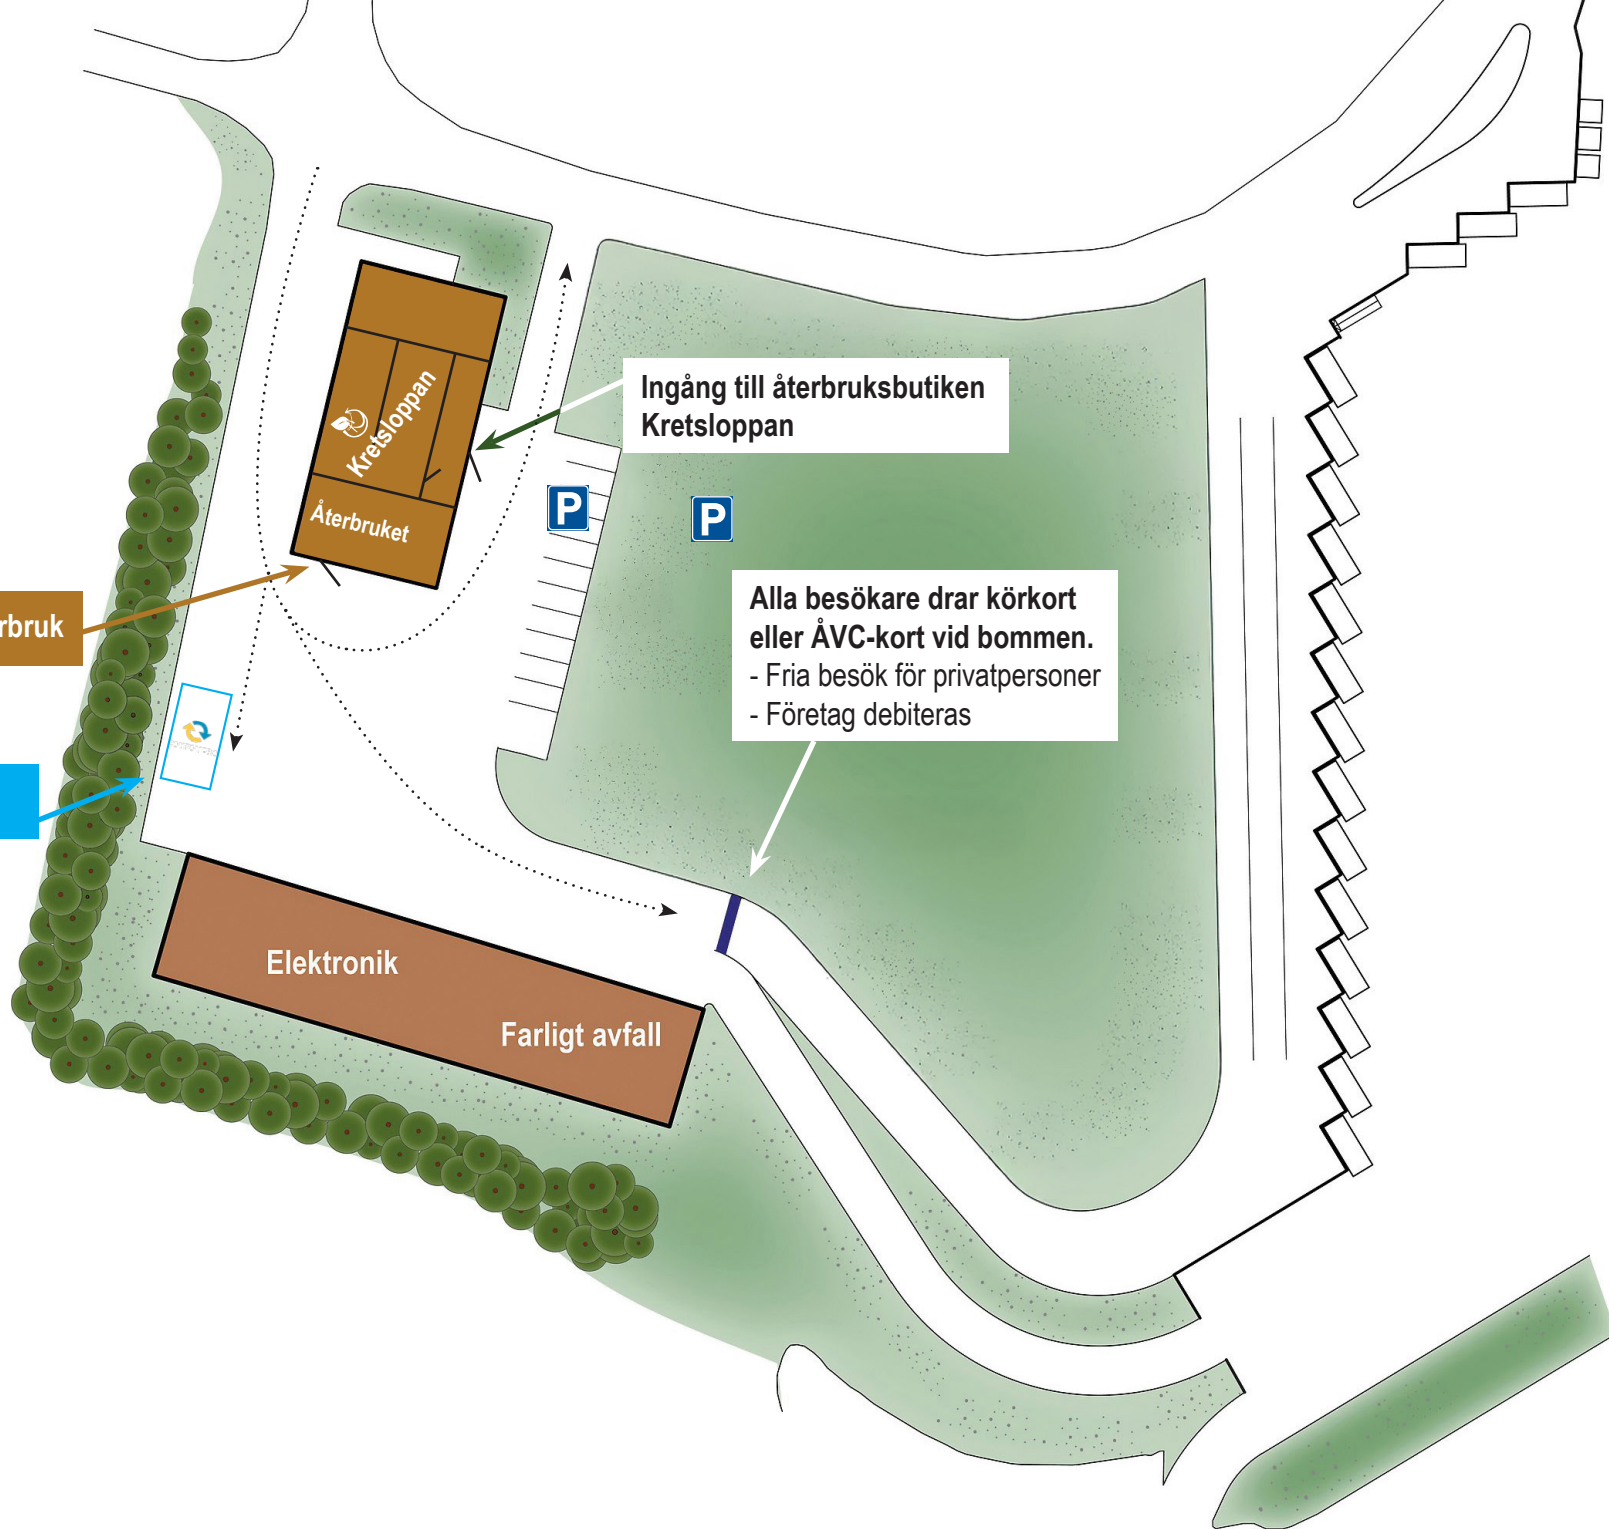 Ingång till återbruksbutiken
Kretsloppan
Kretsloppan
P
P
Återbruket
Alla besökare drar körkort
eller ÅVC-kort vid bommen.
- Fria besök för privatpersoner
- Företag debiteras
rbruk
Elektronik
Farligt avfall